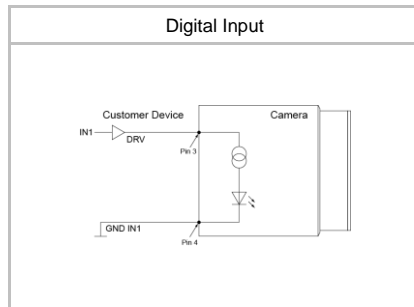 Digital Input
Customer Device
Camera
IN1
DRV
Pin 3
GND IN1
Pin 4